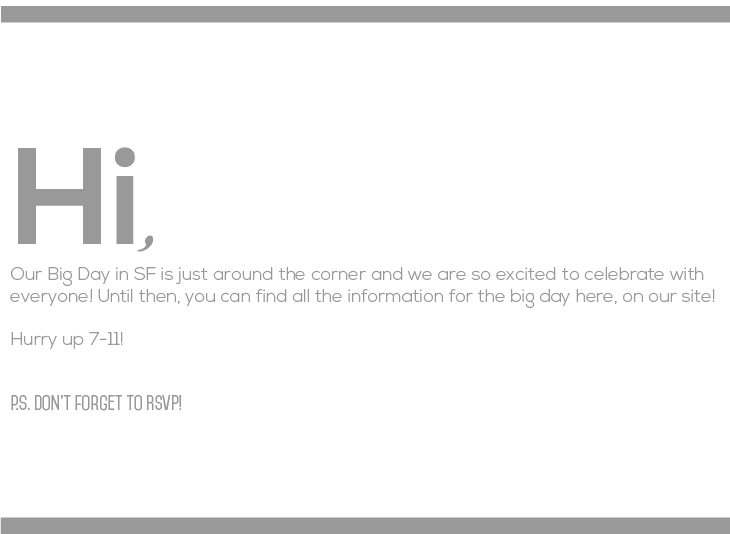 Hi,
Our Big Day in SF is just around the corner and we are so excited to celebrate with
everyone! Until then, you can find all the information for the big day here, on our site!
Hurry up 7-11!
P.S. DON'T FORGET TO RSVP!